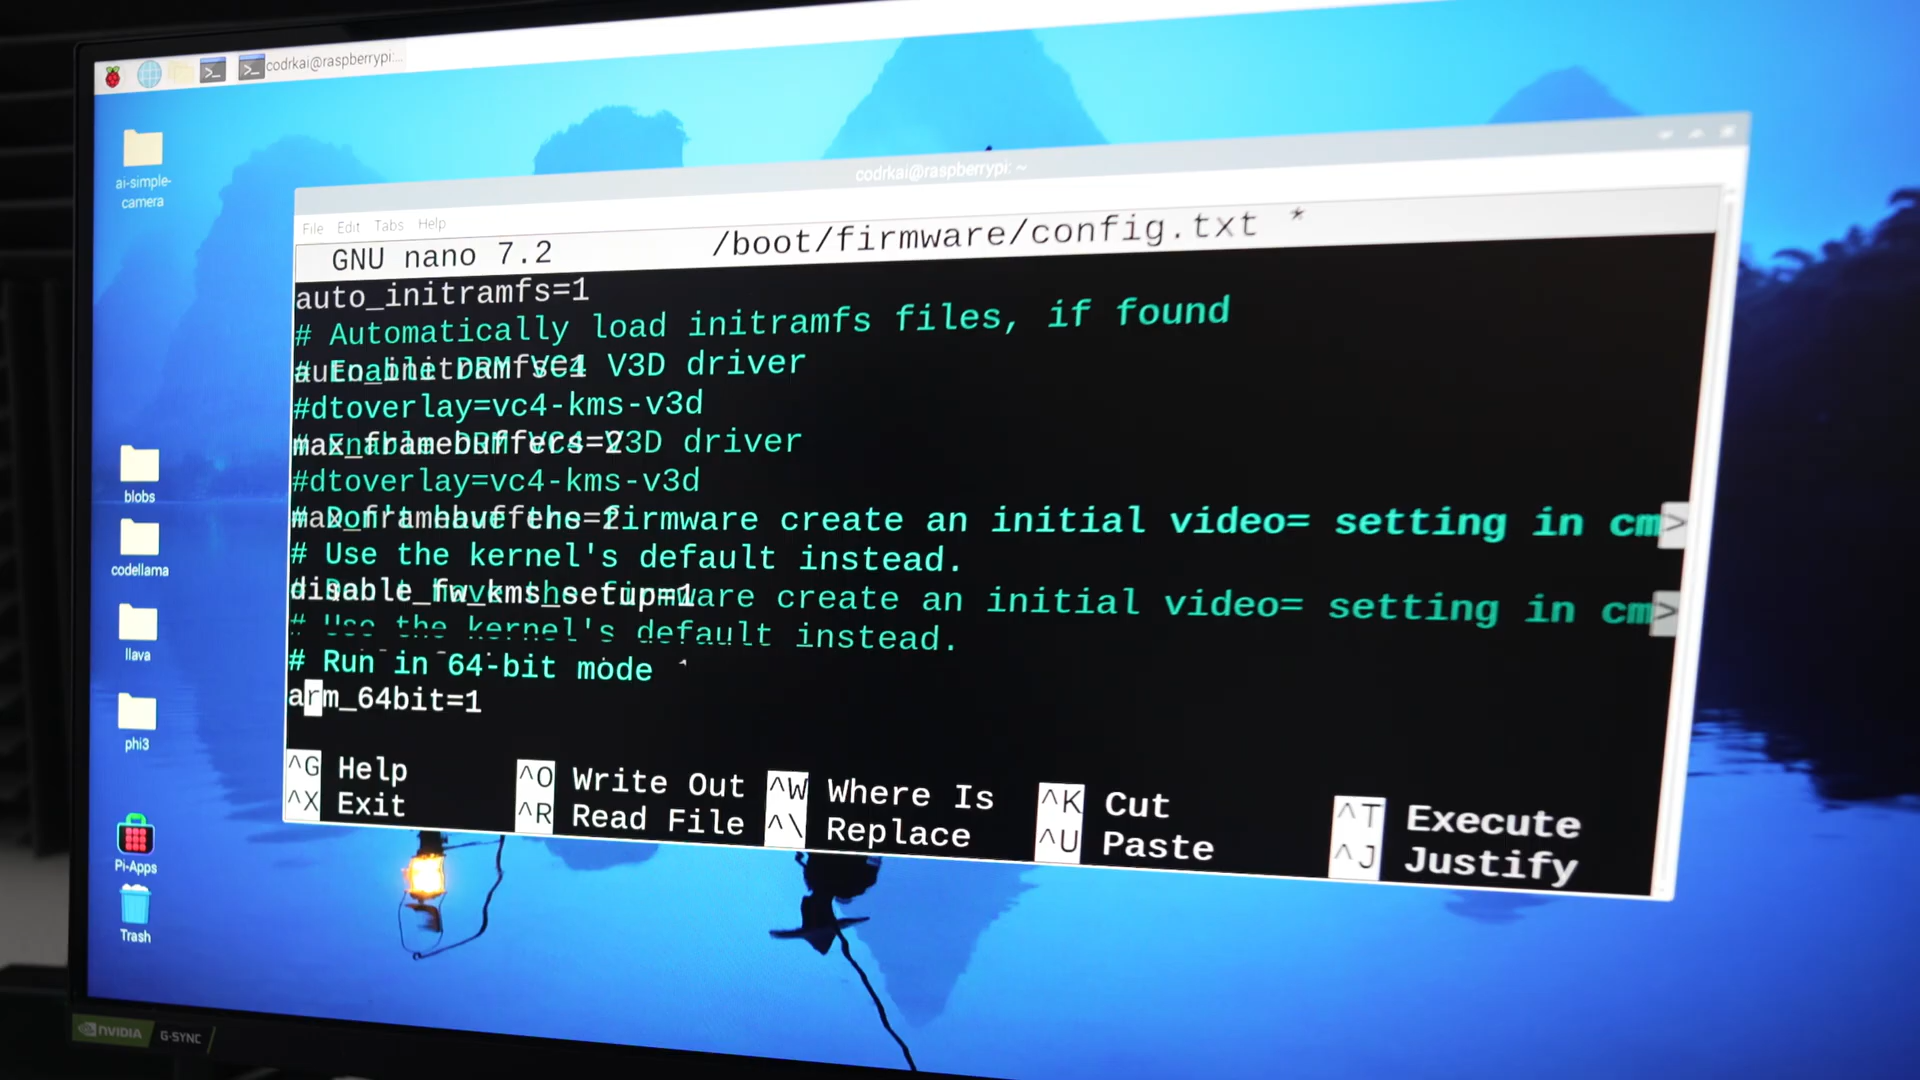 codrkai@raspberrypi:...
ai-simple-
camera
blobs
codellama
llava
phi3
Pi-Apps
Trash
codrkai@raspberrypi: ~
File Edit Tabs Help
GNU nano 7.2 /boot/firmware/config.txt *
auto_initramfs=1
# Automatically load initramfs files, if found
auto_initramfs=1
# Enable DRM VC4 V3D driver
#dtoverlay=vc4-kms-v3d
max_framebuffers=2
# Enable DRM VC4 V3D driver
#dtoverlay=vc4-kms-v3d
max_framebuffers=2
# Don't have the firmware create an initial video= setting in cm>
# Use the kernel's default instead.
disable_fw_kms_setup=1
# Don't have the firmware create an initial video= setting in cm>
# Use the kernel's default instead.
# Run in 64-bit mode
arm_64bit=1
^G Help ^O Write Out ^W Where Is ^K Cut ^T Execute
^X Exit ^R Read File ^\ Replace ^U Paste ^J Justify
NVIDIA G-SYNC